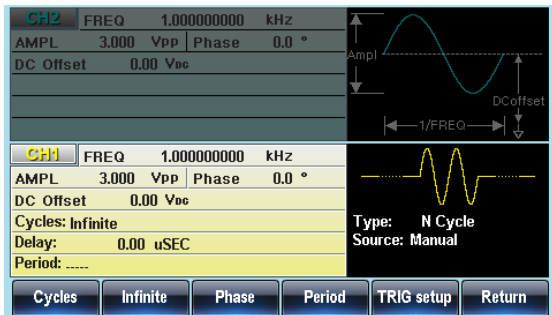 CH2 FREQ 1.000000000 kHz
AMPL 3.000 Vpp Phase 0.0 °
DC Offset 0.00 VDC
Ampl
DCoffset
1/FREQ
CH1 FREQ 1.000000000 kHz
AMPL 3.000 Vpp Phase 0.0 °
DC Offset 0.00 VDC
Cycles: Infinite
Delay: 0.00 uSEC
Period: -----
Type: N Cycle
Source: Manual
Cycles Infinite Phase Period TRIG setup Return